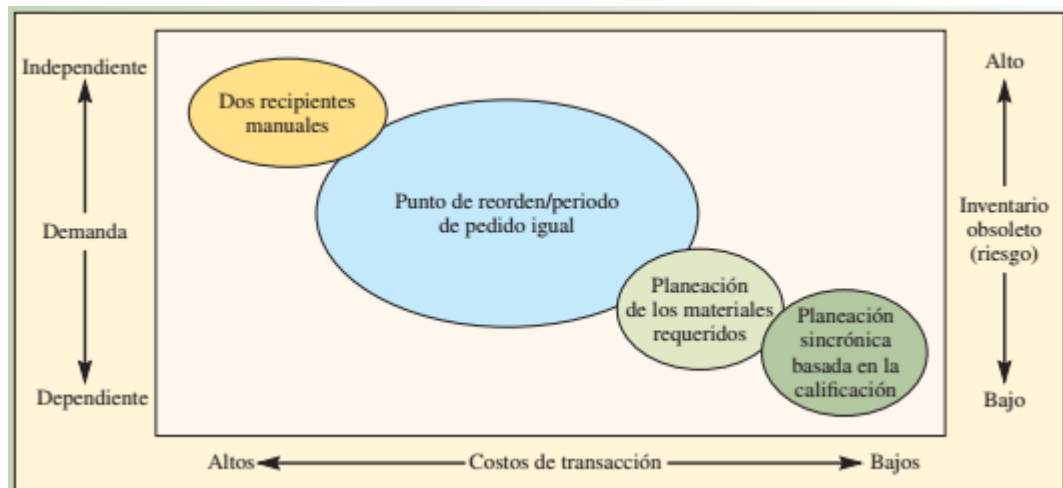 Independiente
Demanda
Dependiente
Dos recipientes
manuales
Punto de reorden/periodo
de pedido igual
Planeación
de los materiales
requeridos
Planeación
sincrónica
basada en la
calificación
Alto
Inventario
obsoleto
(riesgo)
Bajo
Altos
Costos de transacción
Bajos